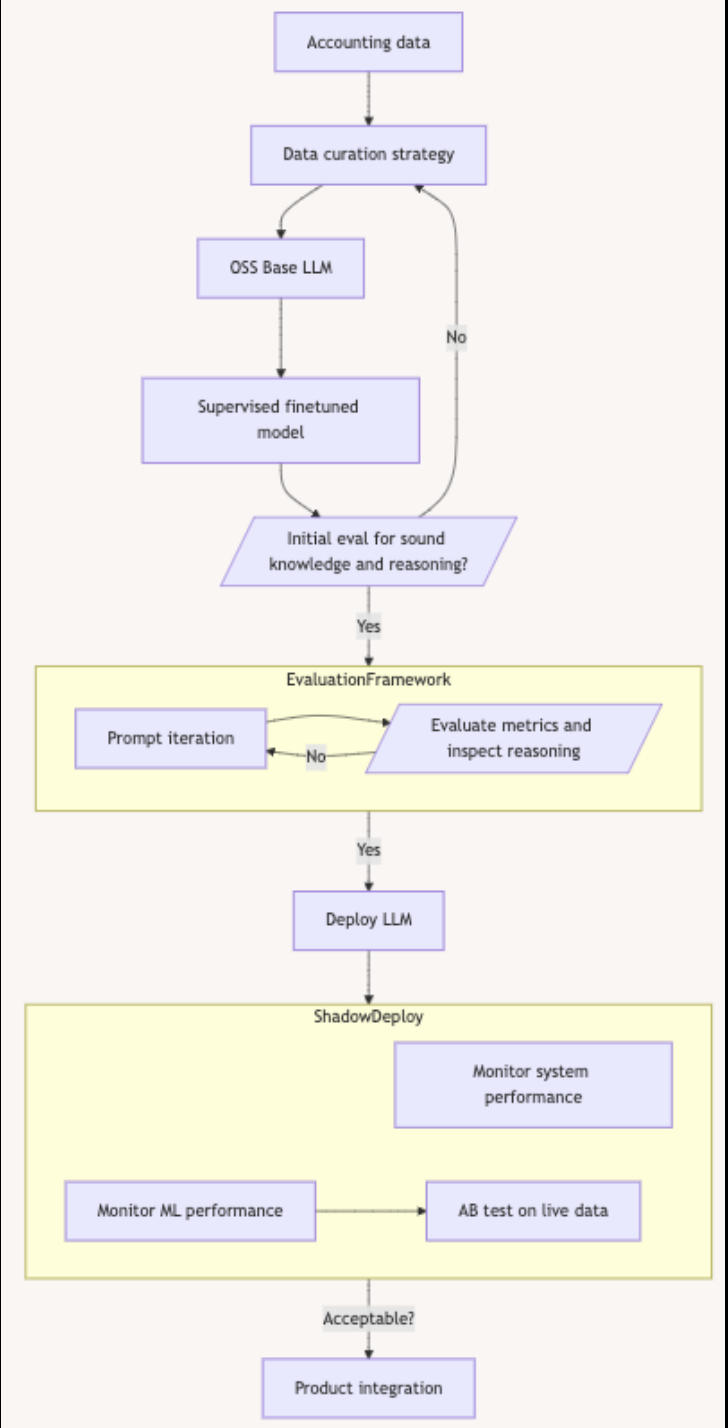 Accounting data
Data curation strategy
OSS Base LLM
No
Supervised finetuned
model
Initial eval for sound
knowledge and reasoning?
Yes
EvaluationFramework
Prompt iteration
Evaluate metrics and
inspect reasoning
No
Yes
Deploy LLM
ShadowDeploy
Monitor system
performance
Monitor ML performance
AB test on live data
Acceptable?
Product integration